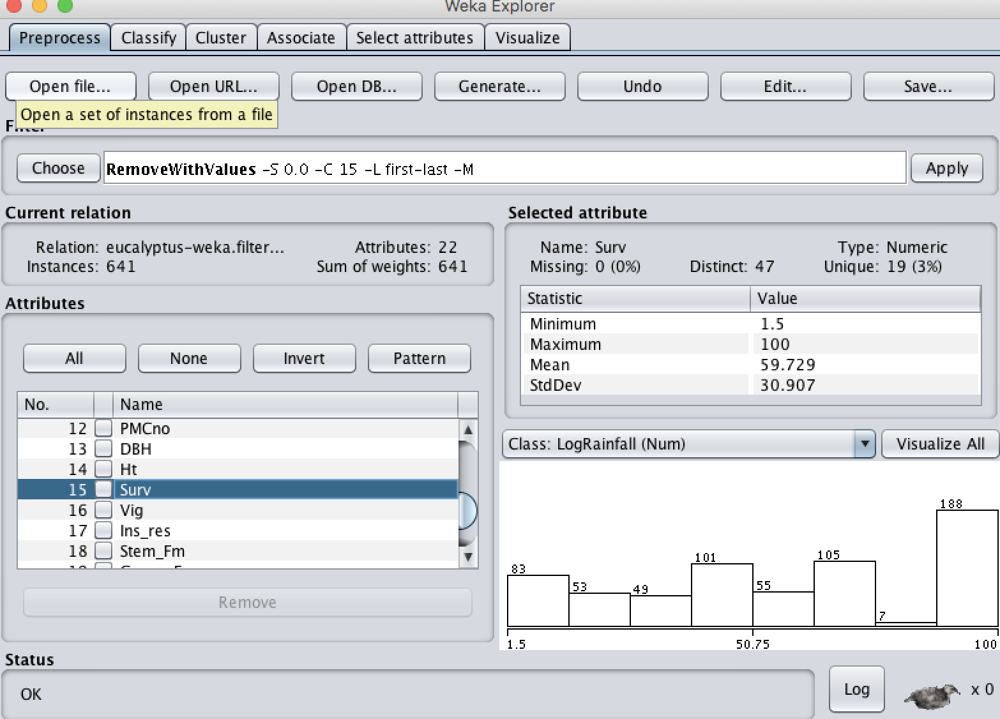 Weka Explorer
Preprocess Classify Cluster Associate Select attributes Visualize
Open file... Open URL... Open DB... Generate... Undo Edit... Save...
Open a set of instances from a file
Choose RemoveWithValues -S 0.0 -C 15 -L first-last -M Apply
Current relation
Relation: eucalyptus-weka.filter... Attributes: 22
Instances: 641 Sum of weights: 641
Attributes
All None Invert Pattern
No. Name
12 PMCno
13 DBH
14 Ht
15 Surv
16 Vig
17 Ins_res
18 Stem_Fm
Remove
Selected attribute
Name: Surv Type: Numeric
Missing: 0 (0%) Distinct: 47 Unique: 19 (3%)
Statistic Value
Minimum 1.5
Maximum 100
Mean 59.729
StdDev 30.907
Class: LogRainfall (Num) Visualize All
83 53 49 101 55 105 7 188
1.5 50.75 100
Status
OK
Log x 0